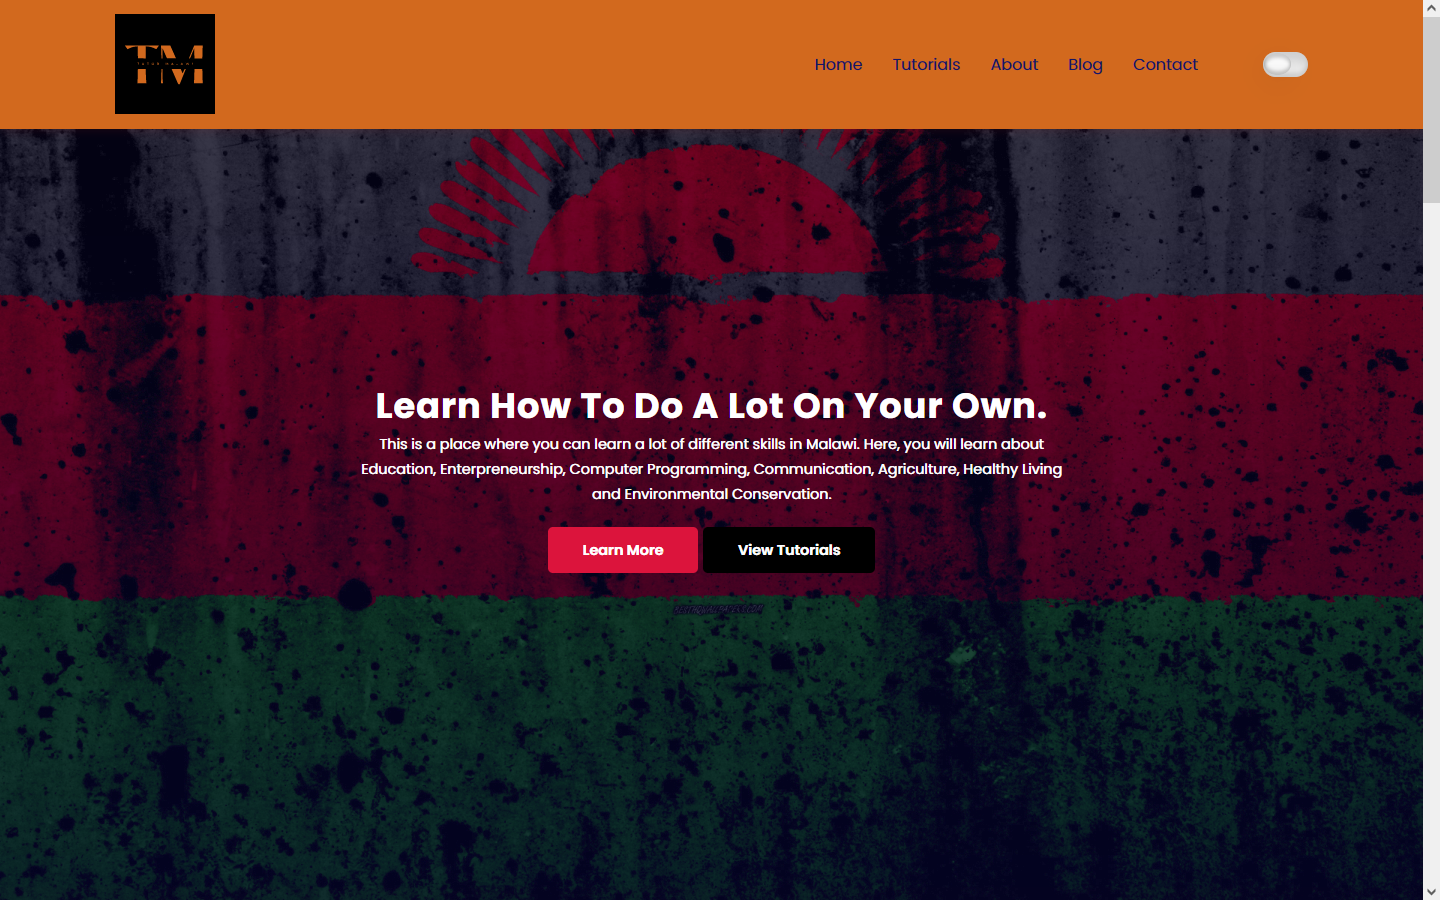 TM
TUTOR MALAWI
Home Tutorials About Blog Contact
Learn How To Do A Lot On Your Own.
This is a place where you can learn a lot of different skills in Malawi. Here, you will learn about
Education, Enterpreneurship, Computer Programming, Communication, Agriculture, Healthy Living
and Environmental Conservation.
Learn More View Tutorials